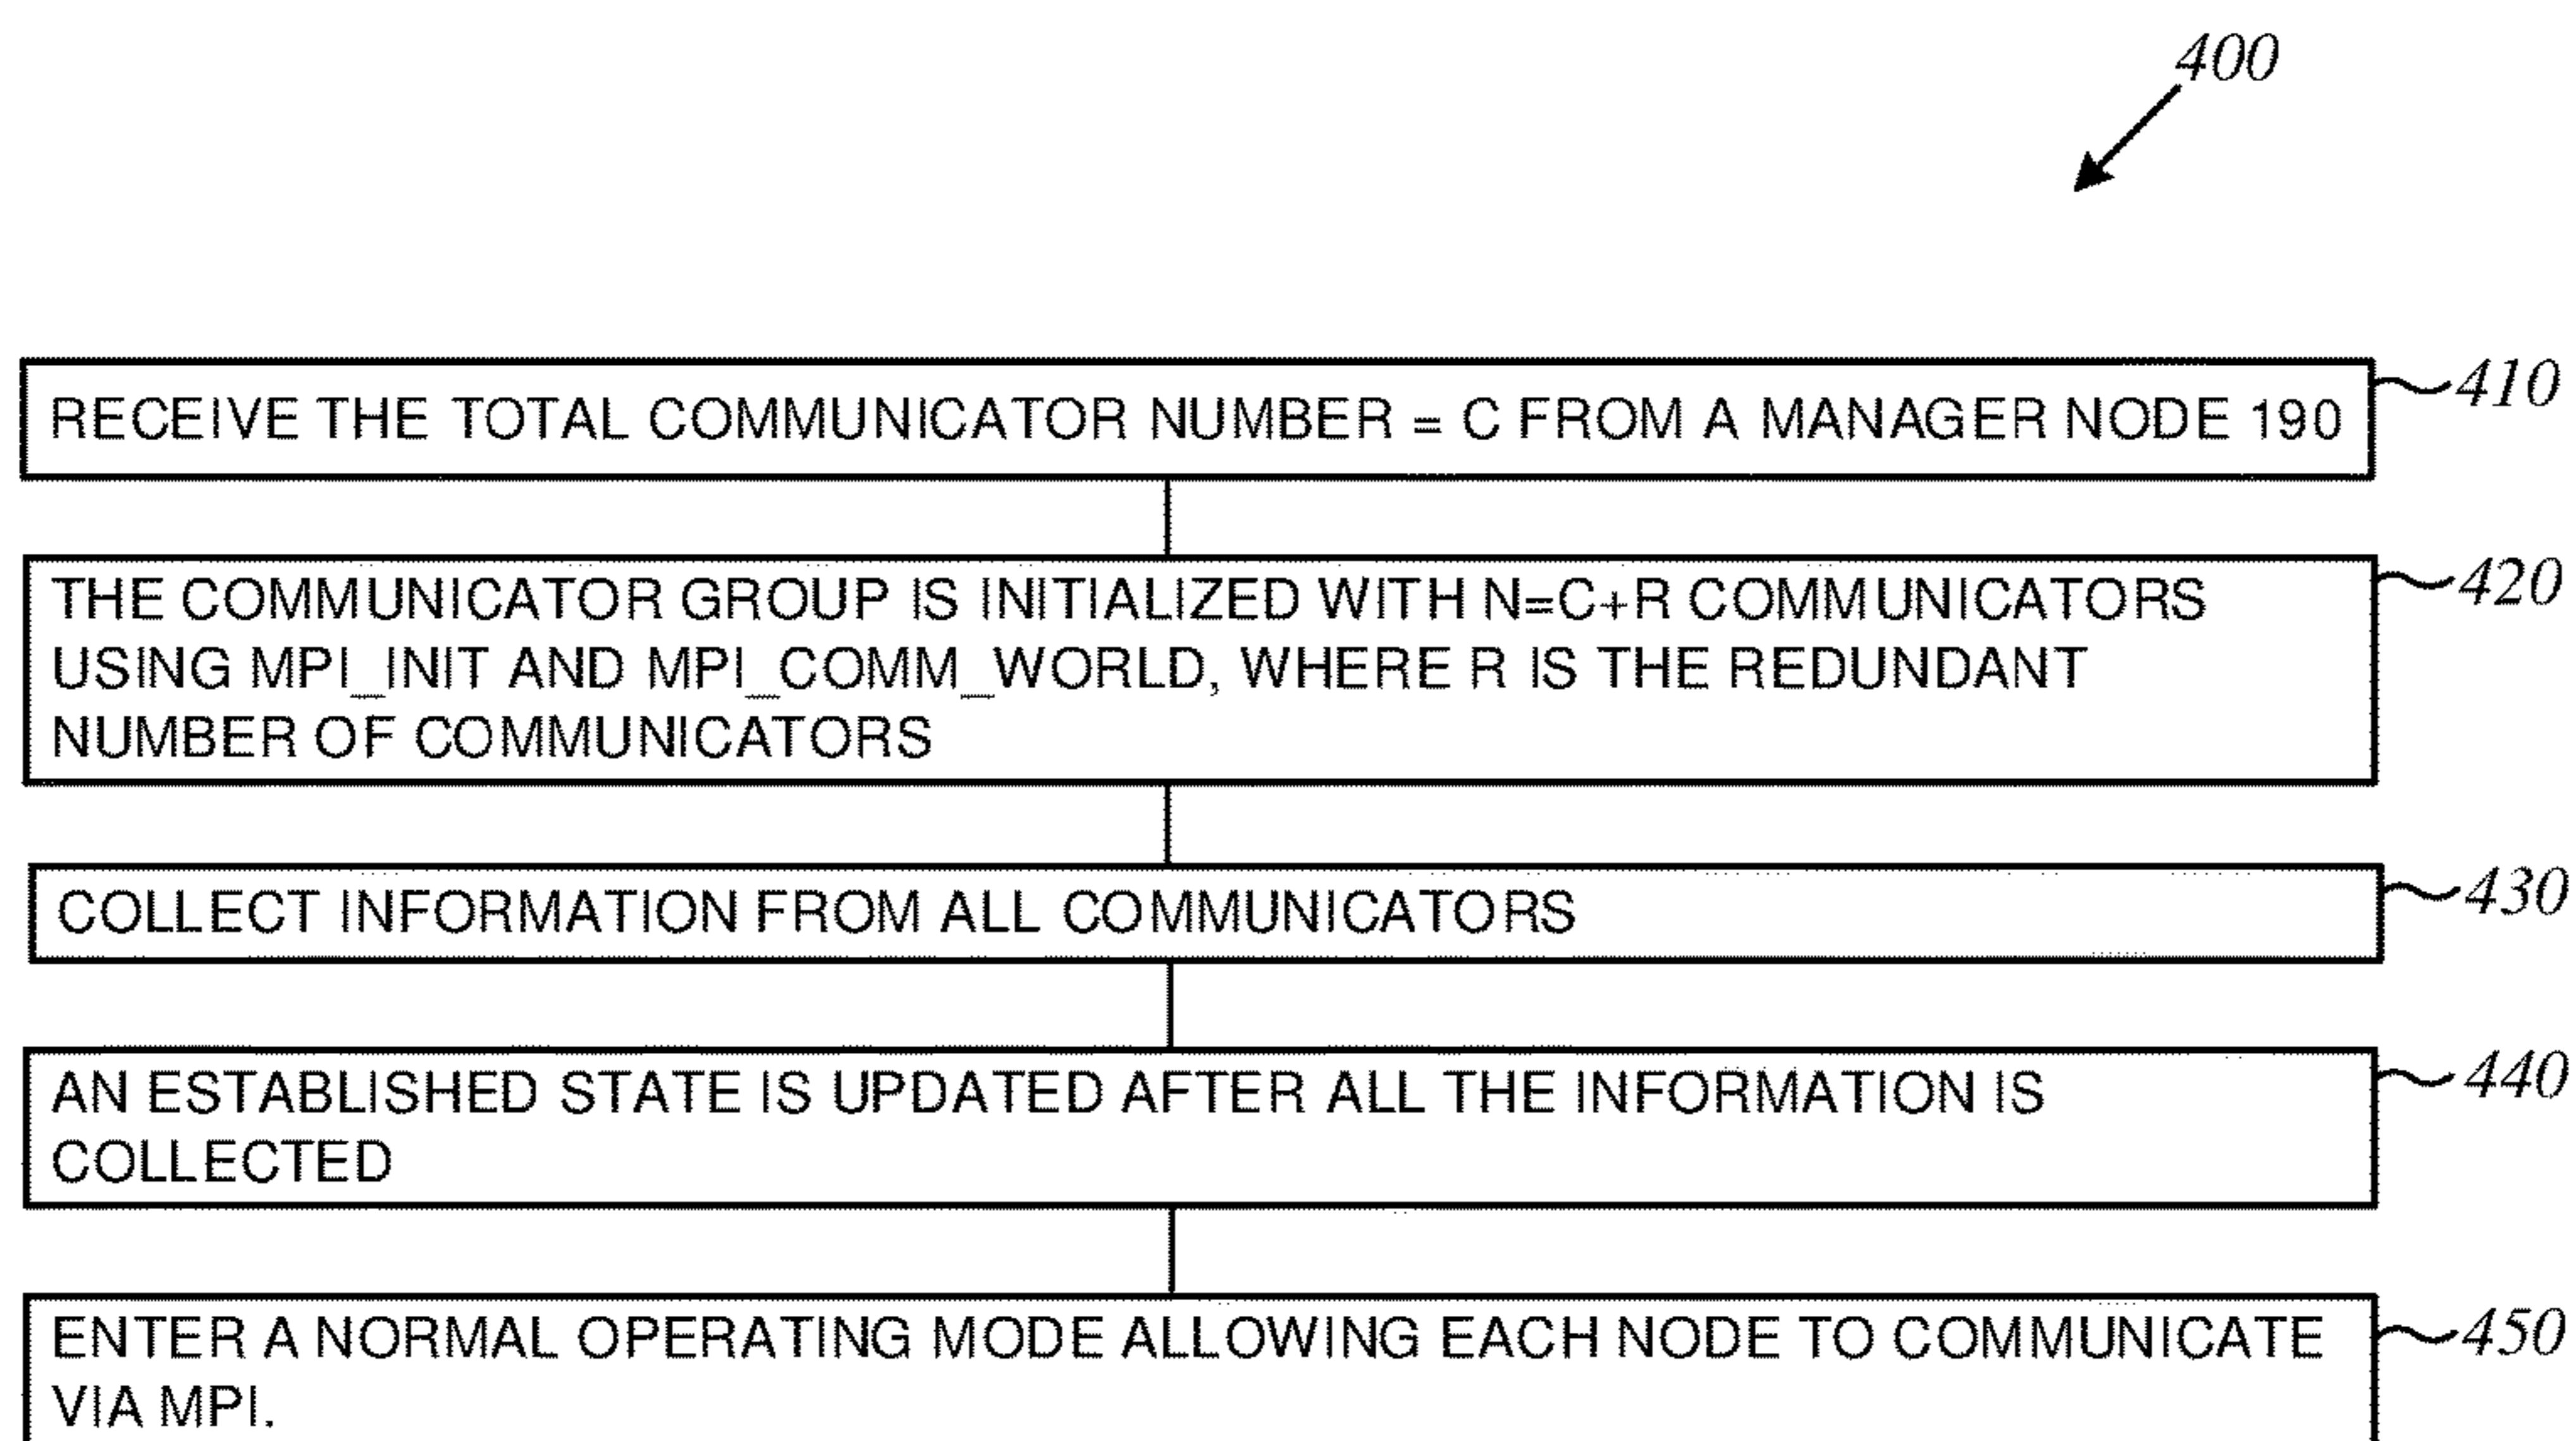 400
RECEIVE THE TOTAL COMMUNICATOR NUMBER = C FROM A MANAGER NODE 190
410
THE COMMUNICATOR GROUP IS INITIALIZED WITH N=C+R COMMUNICATORS
USING MPI_INIT AND MPI_COMM_WORLD, WHERE R IS THE REDUNDANT
NUMBER OF COMMUNICATORS
420
COLLECT INFORMATION FROM ALL COMMUNICATORS
430
AN ESTABLISHED STATE IS UPDATED AFTER ALL THE INFORMATION IS
COLLECTED
440
ENTER A NORMAL OPERATING MODE ALLOWING EACH NODE TO COMMUNICATE
VIA MPI.
450